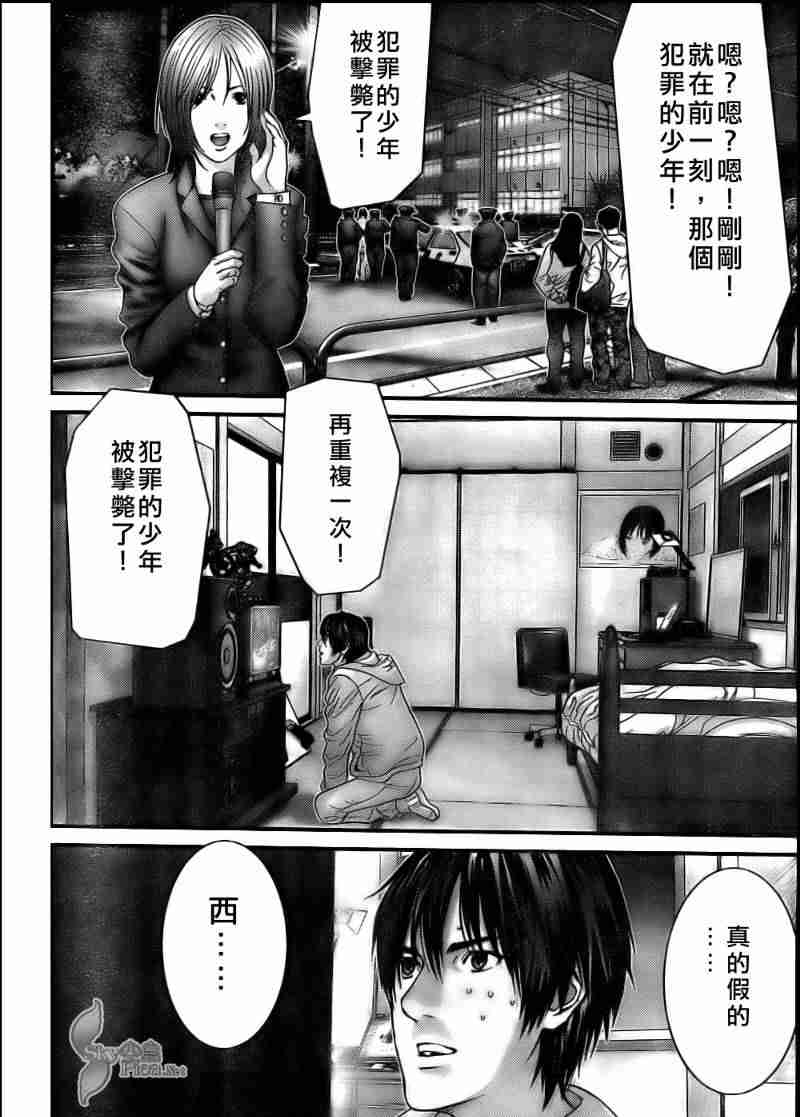 嗯？嗯？嗯！剛剛！
就在前一刻，那個
犯罪的少年！
犯罪的少年
被擊斃了！
再重複一次！
犯罪的少年
被擊斃了！
真的假的
……
西……